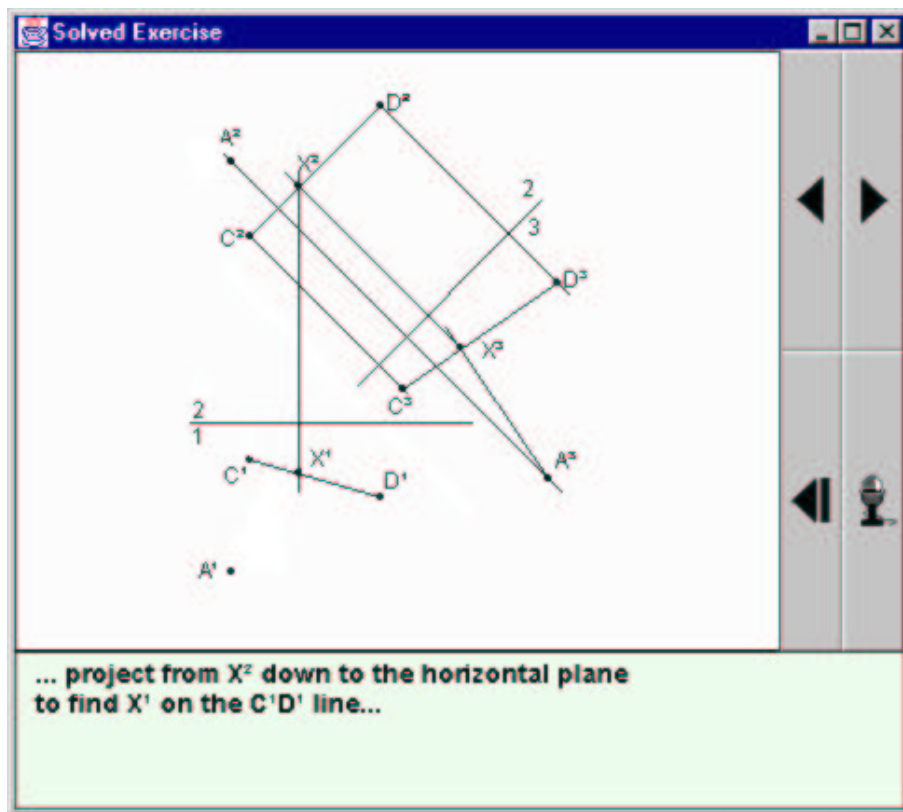 Solved Exercise
D²
A²
X²
2
C²
3
D³
X³
C³
2
1
A³
X¹
C¹
D¹
A¹
... project from X² down to the horizontal plane
to find X¹ on the C¹D¹ line...